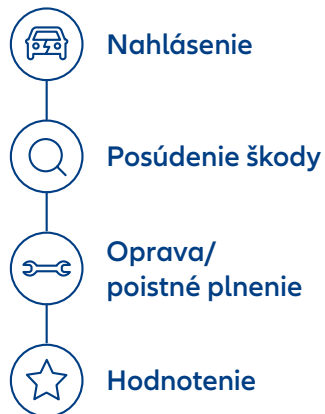 Nahlásenie
Posúdenie škody
Oprava/
poistné plnenie
Hodnotenie